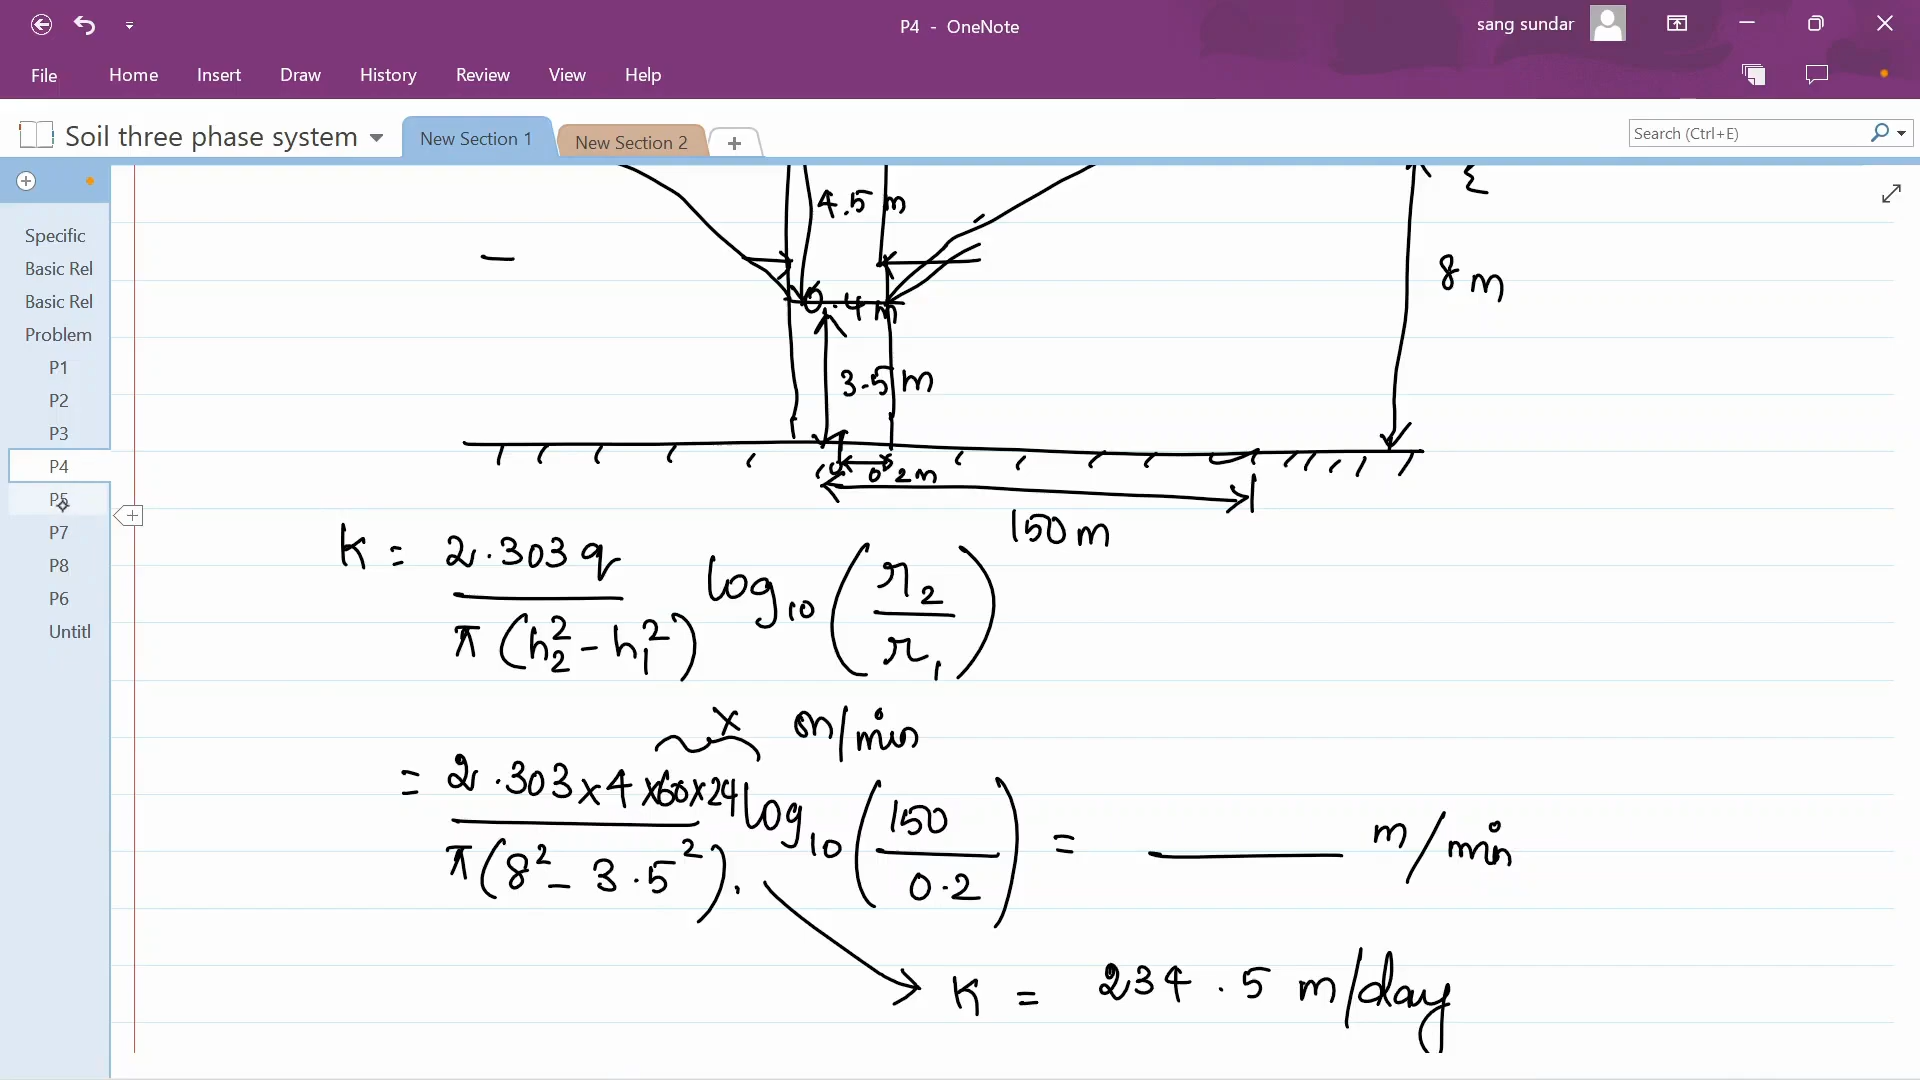 P4 - OneNote
sang sundar
File Home Insert Draw History Review View Help
Soil three phase system
New Section 1
New Section 2
Search (Ctrl+E)
Specific
Basic Rel
Basic Rel
Problem
P1
P2
P3
P4
P5
P7
P8
P6
Untitl
4.5 m
8 m
0.4 m
3.5 m
0.2 m
150 m
K = 2.303 q / π (h₂² - h₁²) log₁₀ (r₂ / r₁)
x m/min
= 2.303 x 4 x 60 x 24 / π (8² - 3.5²). log₁₀ (150 / 0.2) = ____ m/min
K = 234.5 m/day